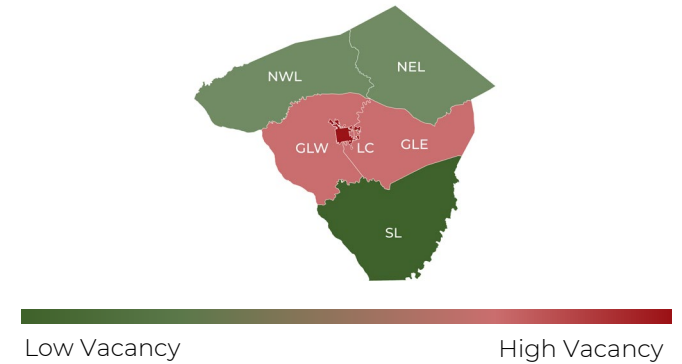 NWL
NEL
GLW
LC
GLE
SL
Low Vacancy
High Vacancy